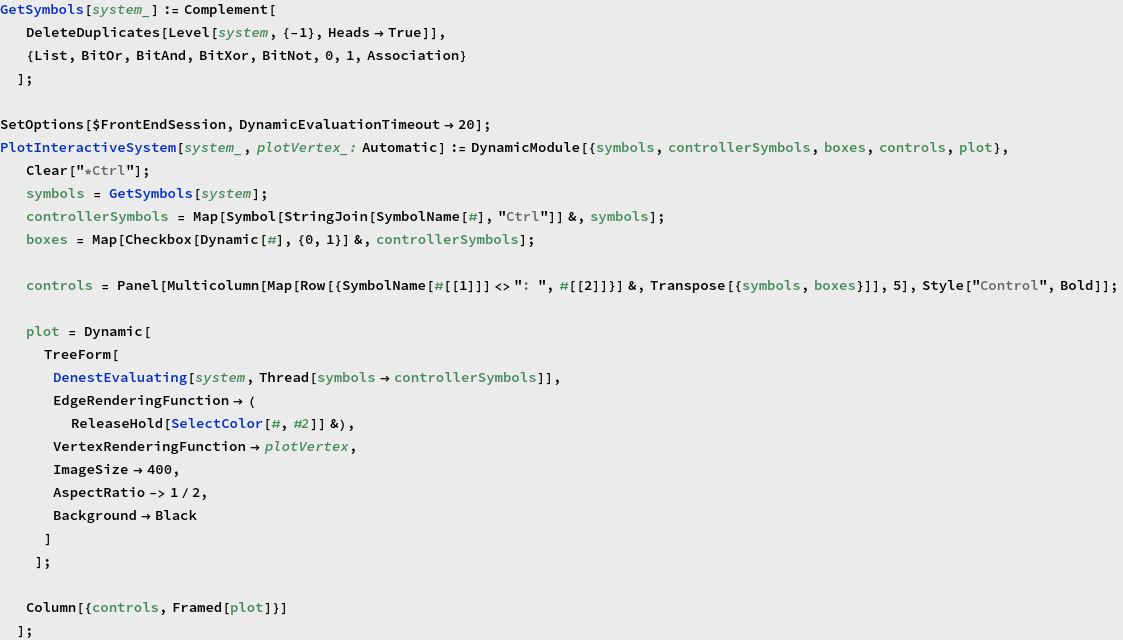 GetSymbols[system_] := Complement[
DeleteDuplicates[Level[system, {-1}, Heads → True]],
{List, BitOr, BitAnd, BitXor, BitNot, 0, 1, Association}
];
SetOptions[$FrontEndSession, DynamicEvaluationTimeout → 20];
PlotInteractiveSystem[system_, plotVertex_: Automatic] := DynamicModule[{symbols, controllerSymbols, boxes, controls, plot},
Clear["*Ctrl"];
symbols = GetSymbols[system];
controllerSymbols = Map[Symbol[StringJoin[SymbolName[#], "Ctrl"]] &, symbols];
boxes = Map[Checkbox[Dynamic[#], {0, 1}] &, controllerSymbols];
controls = Panel[Multicolumn[Map[Row[{SymbolName[#[[1]]] <> ": ", #[[2]]}] &, Transpose[{symbols, boxes}]], 5], Style["Control", Bold]];
plot = Dynamic[
TreeForm[
DenestEvaluating[system, Thread[symbols → controllerSymbols]],
EdgeRenderingFunction → (
ReleaseHold[SelectColor[#, #2]] &),
VertexRenderingFunction → plotVertex,
ImageSize → 400,
AspectRatio -> 1 / 2,
Background → Black
]
];
Column[{controls, Framed[plot]}]
];